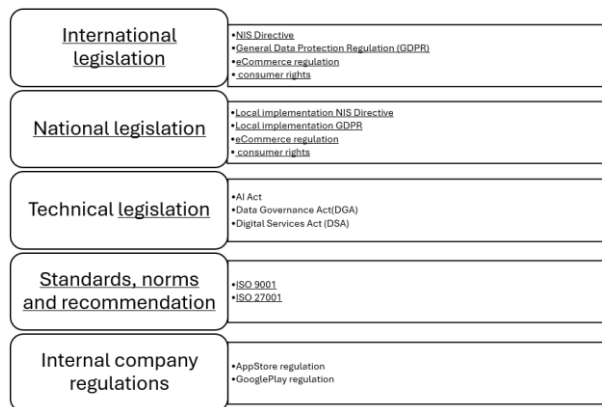 International
legislation
•NIS Directive
•General Data Protection Regulation (GDPR)
•eCommerce regulation
• consumer rights
National legislation
•Local implementation NIS Directive
•Local implementation GDPR
•eCommerce regulation
• consumer rights
Technical legislation
•AI Act
•Data Governance Act(DGA)
•Digital Services Act (DSA)
Standards, norms
and recommendation
•ISO 9001
•ISO 27001
Internal company
regulations
•AppStore regulation
•GooglePlay regulation